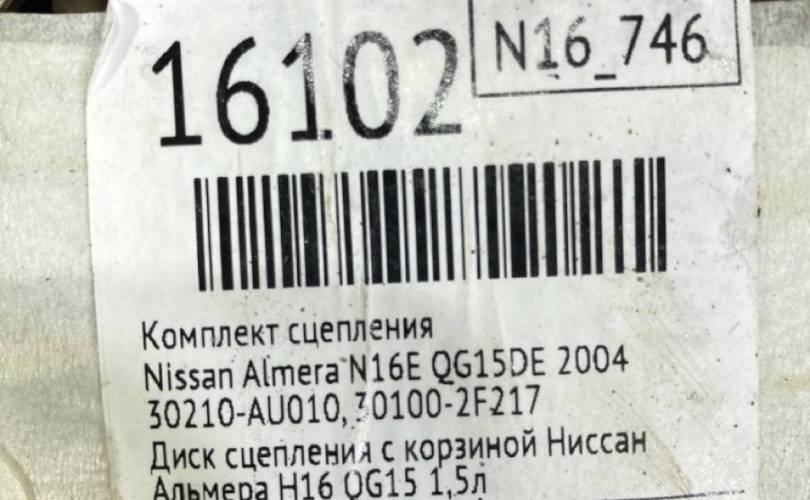 16102
N16_746
Комплект сцепления
Nissan Almera N16E QG15DE 2004
30210-AU010, 30100-2F217
Диск сцепления с корзиной Ниссан
Альмера Н16 QG15 1,5л